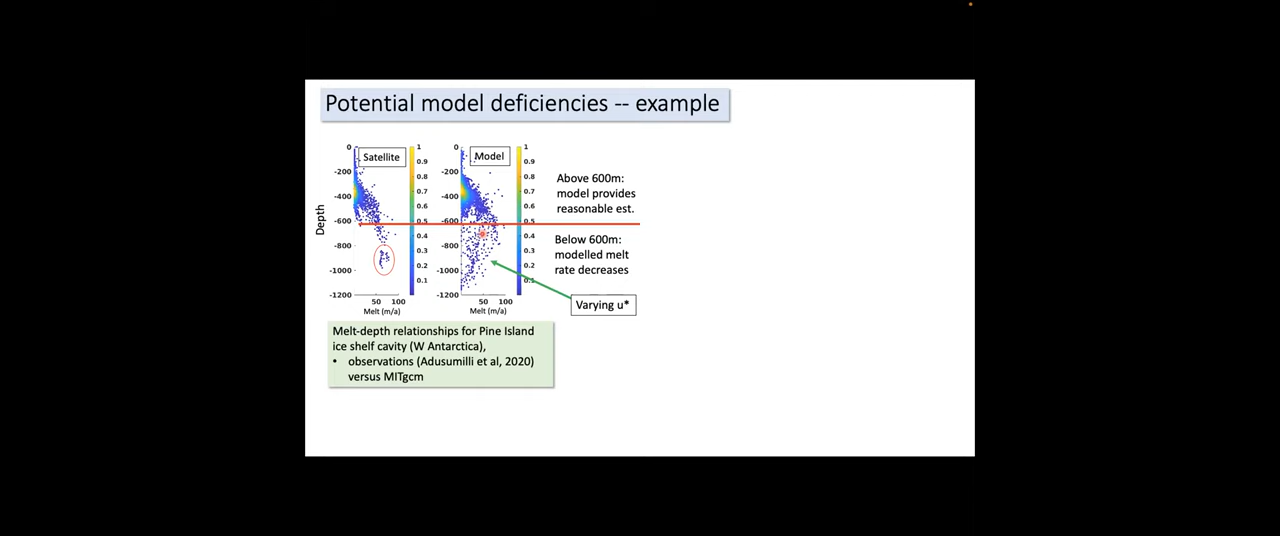 Potential model deficiencies -- example
Satellite
Model
Depth
0
-200
-400
-600
-800
-1000
-1200
50 100
Melt (m/a)
1
0.9
0.8
0.7
0.6
0.5
0.4
0.3
0.2
0.1
0
-200
-400
-600
-800
-1000
-1200
50 100
Melt (m/a)
1
0.9
0.8
0.7
0.6
0.5
0.4
0.3
0.2
0.1
Above 600m:
model provides
reasonable est.
Below 600m:
modelled melt
rate decreases
Varying u*
Melt-depth relationships for Pine Island
ice shelf cavity (W Antarctica),
• observations (Adusumilli et al, 2020)
versus MITgcm